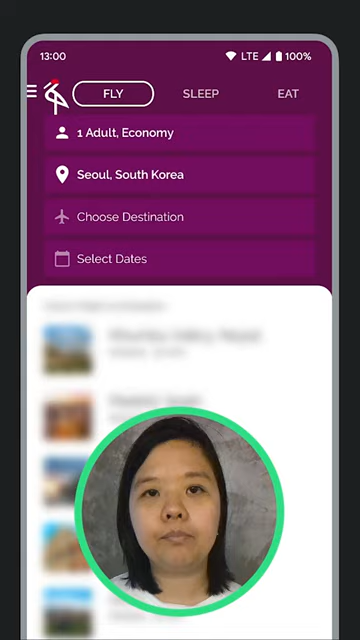 13:00
LTE 100%
FLY
SLEEP
EAT
1 Adult, Economy
Seoul, South Korea
Choose Destination
Select Dates